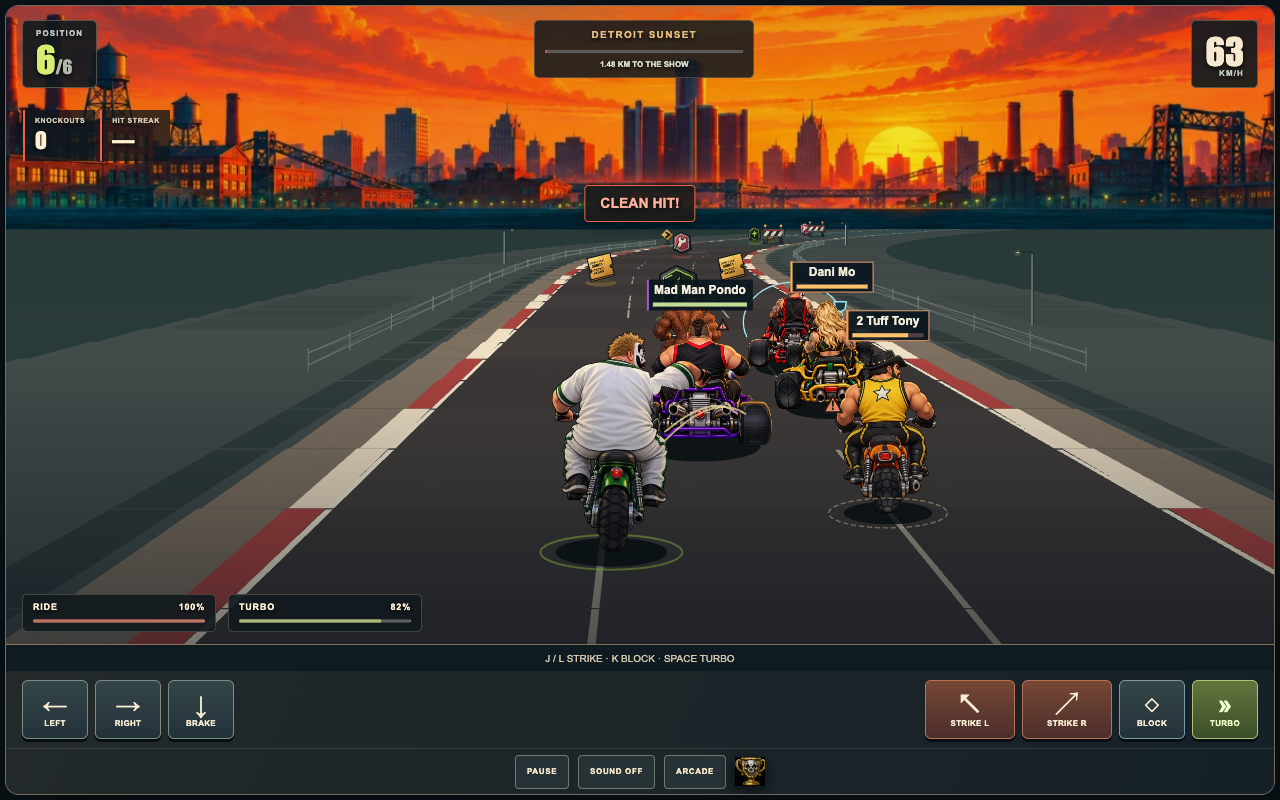 POSITION
6/6
KNOCKOUTS
0
HIT STREAK
—
DETROIT SUNSET
1.48 KM TO THE SHOW
63
KM/H
CLEAN HIT!
Mad Man Pondo
Dani Mo
2 Tuff Tony
RIDE 100%
TURBO 82%
J / L STRIKE · K BLOCK · SPACE TURBO
LEFT
RIGHT
BRAKE
STRIKE L
STRIKE R
BLOCK
TURBO
PAUSE
SOUND OFF
ARCADE